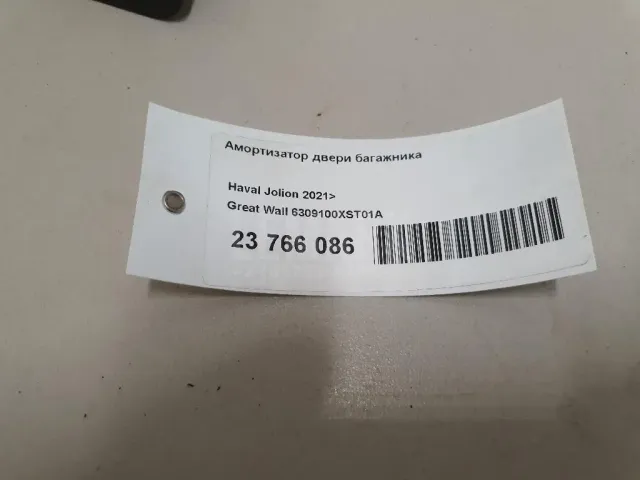 Амортизатор двери багажника
Haval Jolion 2021>
Great Wall 6309100XST01A
23 766 086